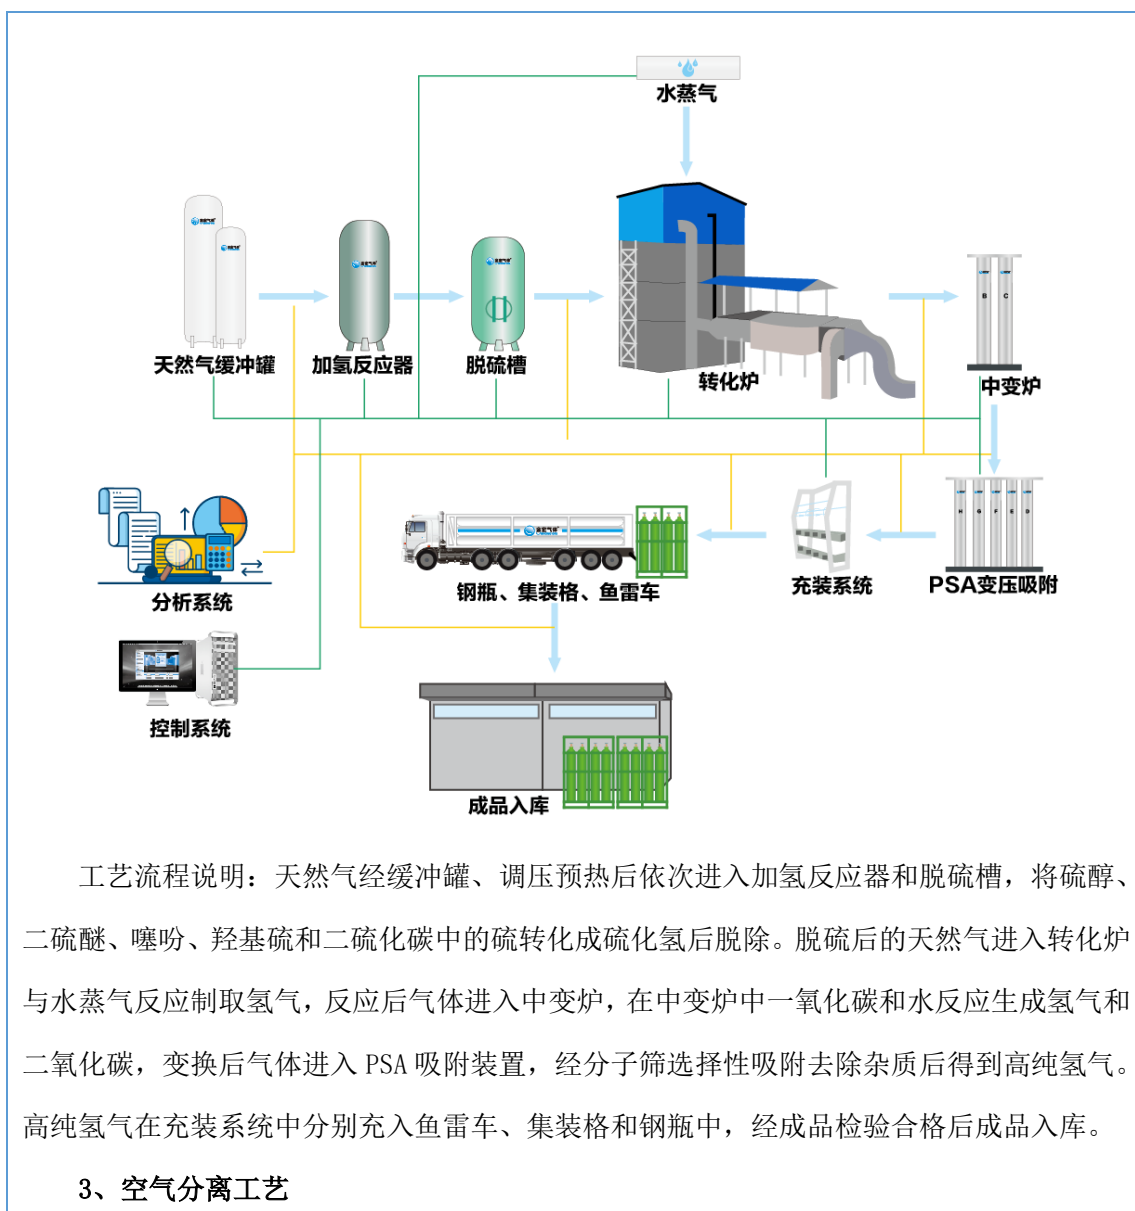 水蒸气
天然气缓冲罐
加氢反应器
脱硫槽
转化炉
B C
中变炉
分析系统
钢瓶、集装格、鱼雷车
充装系统
H G F E D
PSA变压吸附
控制系统
成品入库
工艺流程说明：天然气经缓冲罐、调压预热后依次进入加氢反应器和脱硫槽，将硫醇、
二硫醚、噻吩、羟基硫和二硫化碳中的硫转化成硫化氢后脱除。脱硫后的天然气进入转化炉
与水蒸气反应制取氢气，反应后气体进入中变炉，在中变炉中一氧化碳和水反应生成氢气和
二氧化碳，变换后气体进入 PSA 吸附装置，经分子筛选择性吸附去除杂质后得到高纯氢气。
高纯氢气在充装系统中分别充入鱼雷车、集装格和钢瓶中，经成品检验合格后成品入库。
3、空气分离工艺